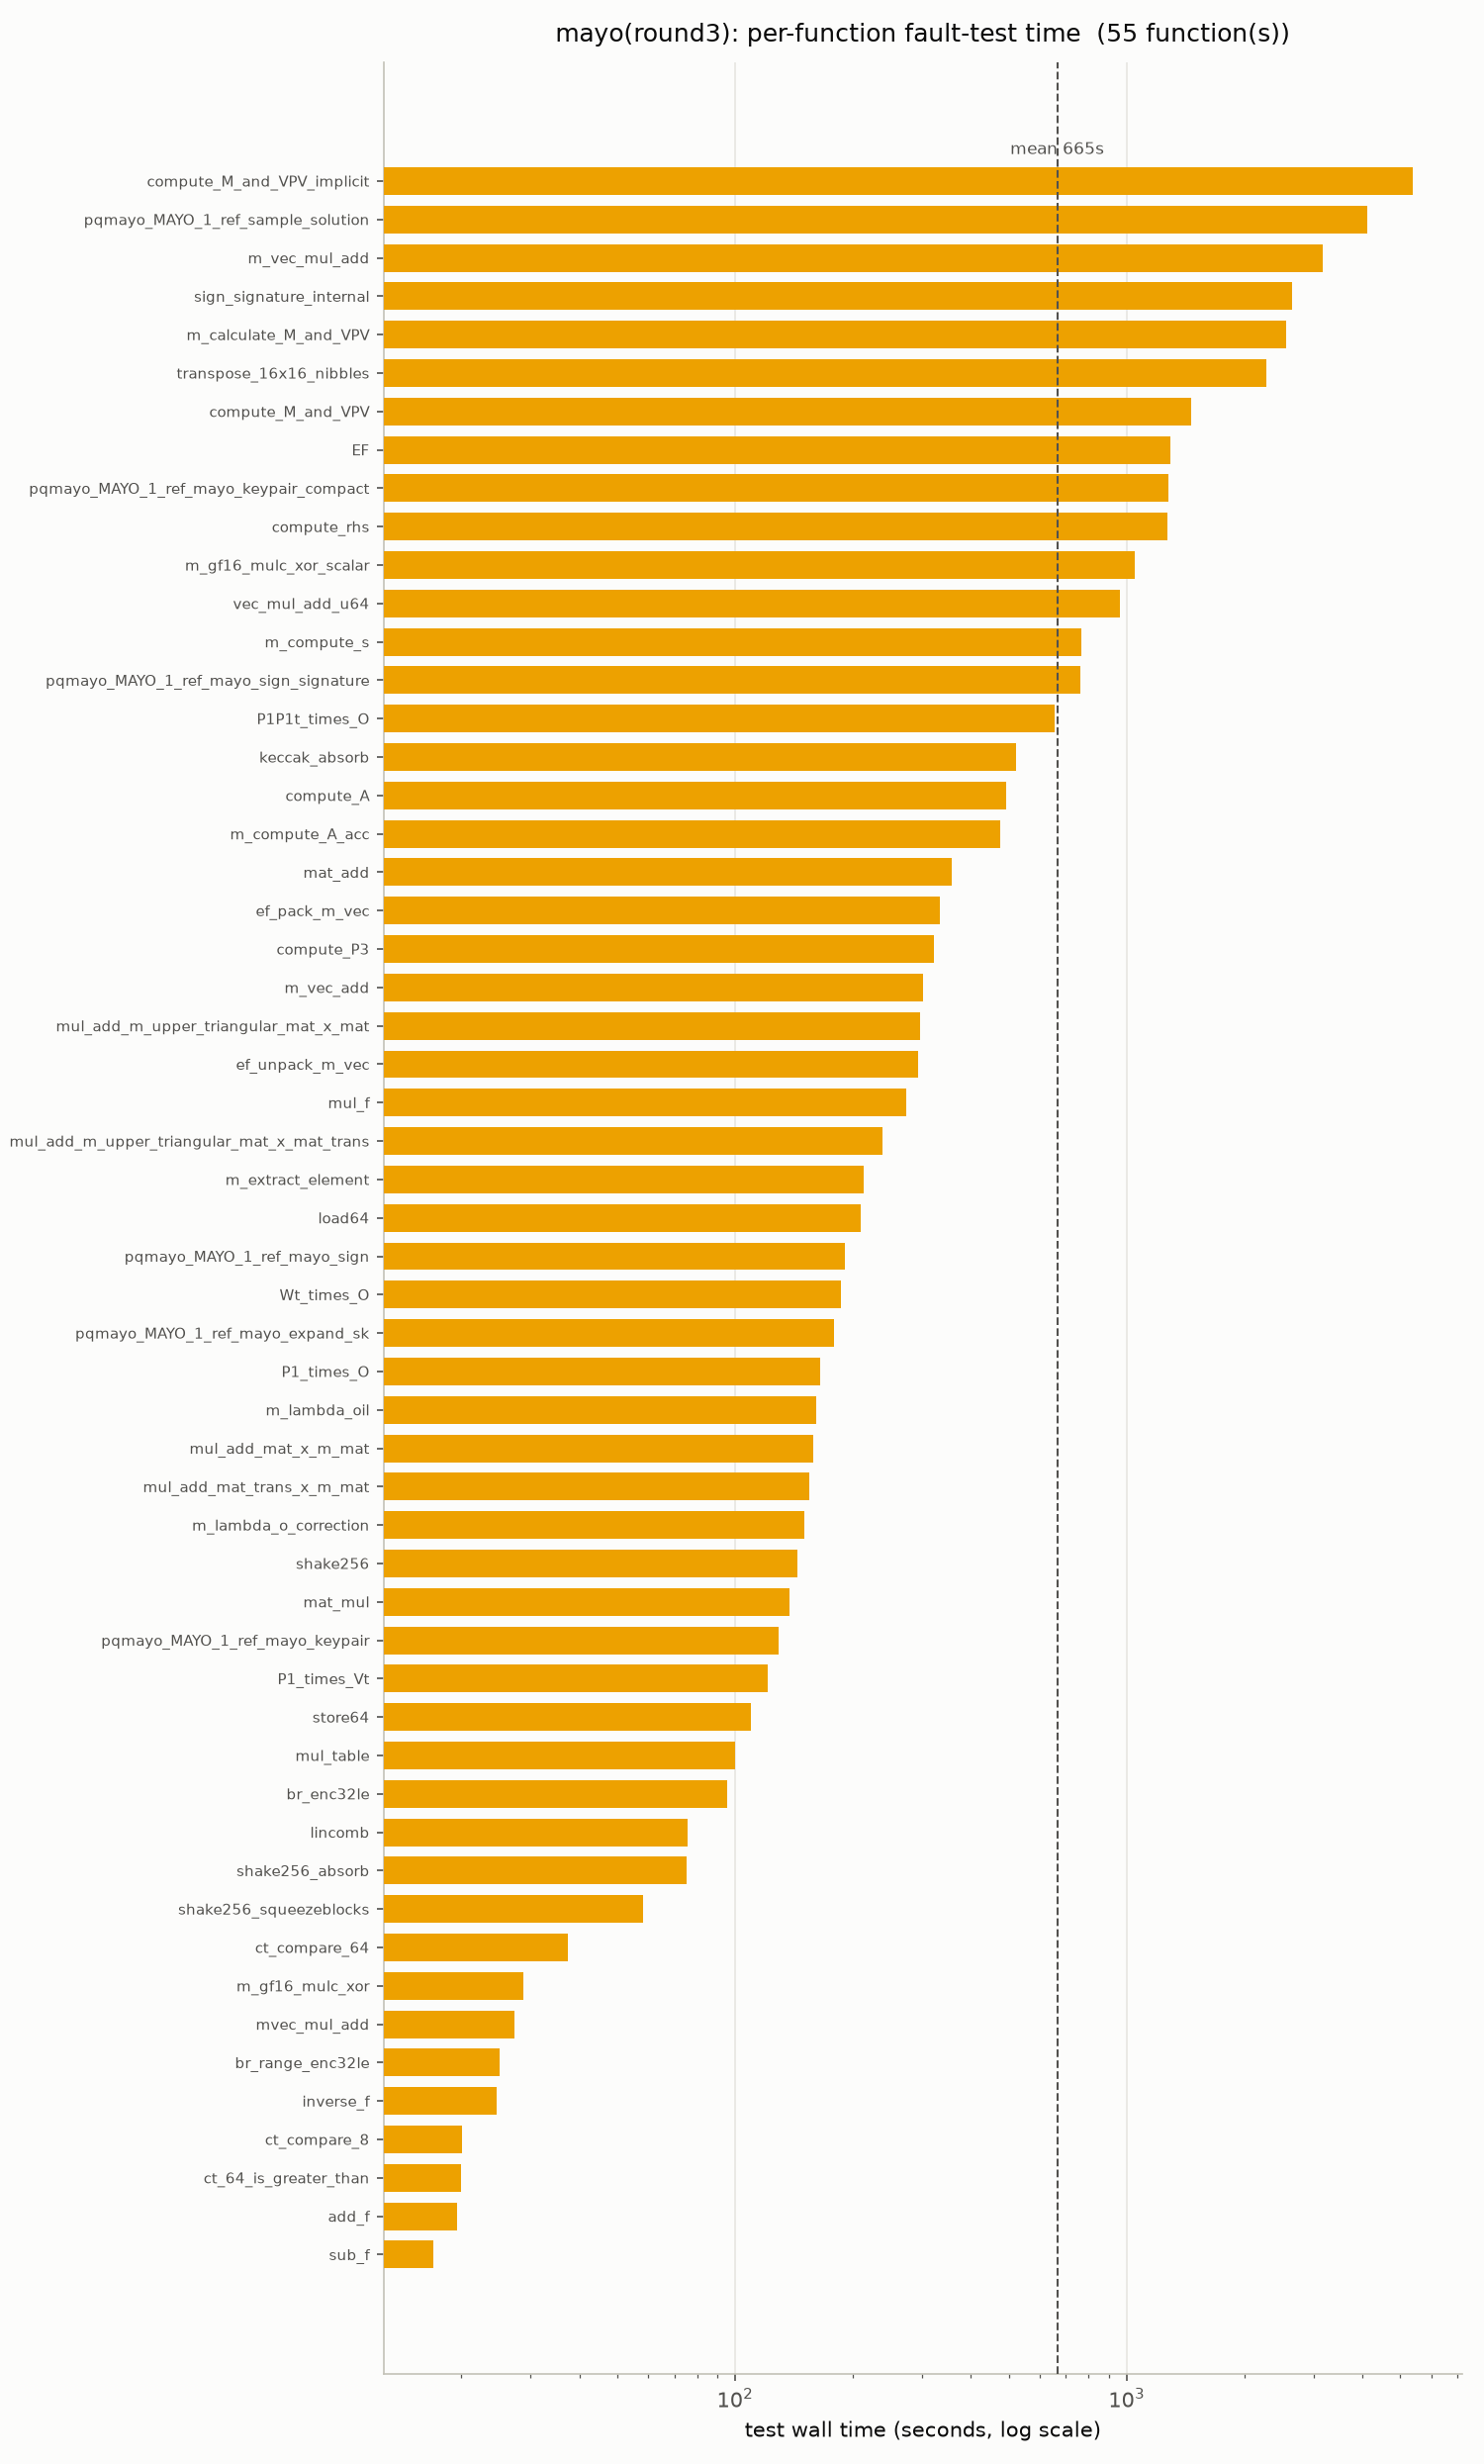 mayo(round3): per-function fault-test time  (55 function(s))
mean 665s
compute_M_and_VPV_implicit
pqmayo_MAYO_1_ref_sample_solution
m_vec_mul_add
sign_signature_internal
m_calculate_M_and_VPV
transpose_16x16_nibbles
compute_M_and_VPV
EF
pqmayo_MAYO_1_ref_mayo_keypair_compact
compute_rhs
m_gf16_mulc_xor_scalar
vec_mul_add_u64
m_compute_s
pqmayo_MAYO_1_ref_mayo_sign_signature
P1P1t_times_O
keccak_absorb
compute_A
m_compute_A_acc
mat_add
ef_pack_m_vec
compute_P3
m_vec_add
mul_add_m_upper_triangular_mat_x_mat
ef_unpack_m_vec
mul_f
mul_add_m_upper_triangular_mat_x_mat_trans
m_extract_element
load64
pqmayo_MAYO_1_ref_mayo_sign
Wt_times_O
pqmayo_MAYO_1_ref_mayo_expand_sk
P1_times_O
m_lambda_oil
mul_add_mat_x_m_mat
mul_add_mat_trans_x_m_mat
m_lambda_o_correction
shake256
mat_mul
pqmayo_MAYO_1_ref_mayo_keypair
P1_times_Vt
store64
mul_table
br_enc32le
lincomb
shake256_absorb
shake256_squeezeblocks
ct_compare_64
m_gf16_mulc_xor
mvec_mul_add
br_range_enc32le
inverse_f
ct_compare_8
ct_64_is_greater_than
add_f
sub_f
10² 10³
test wall time (seconds, log scale)